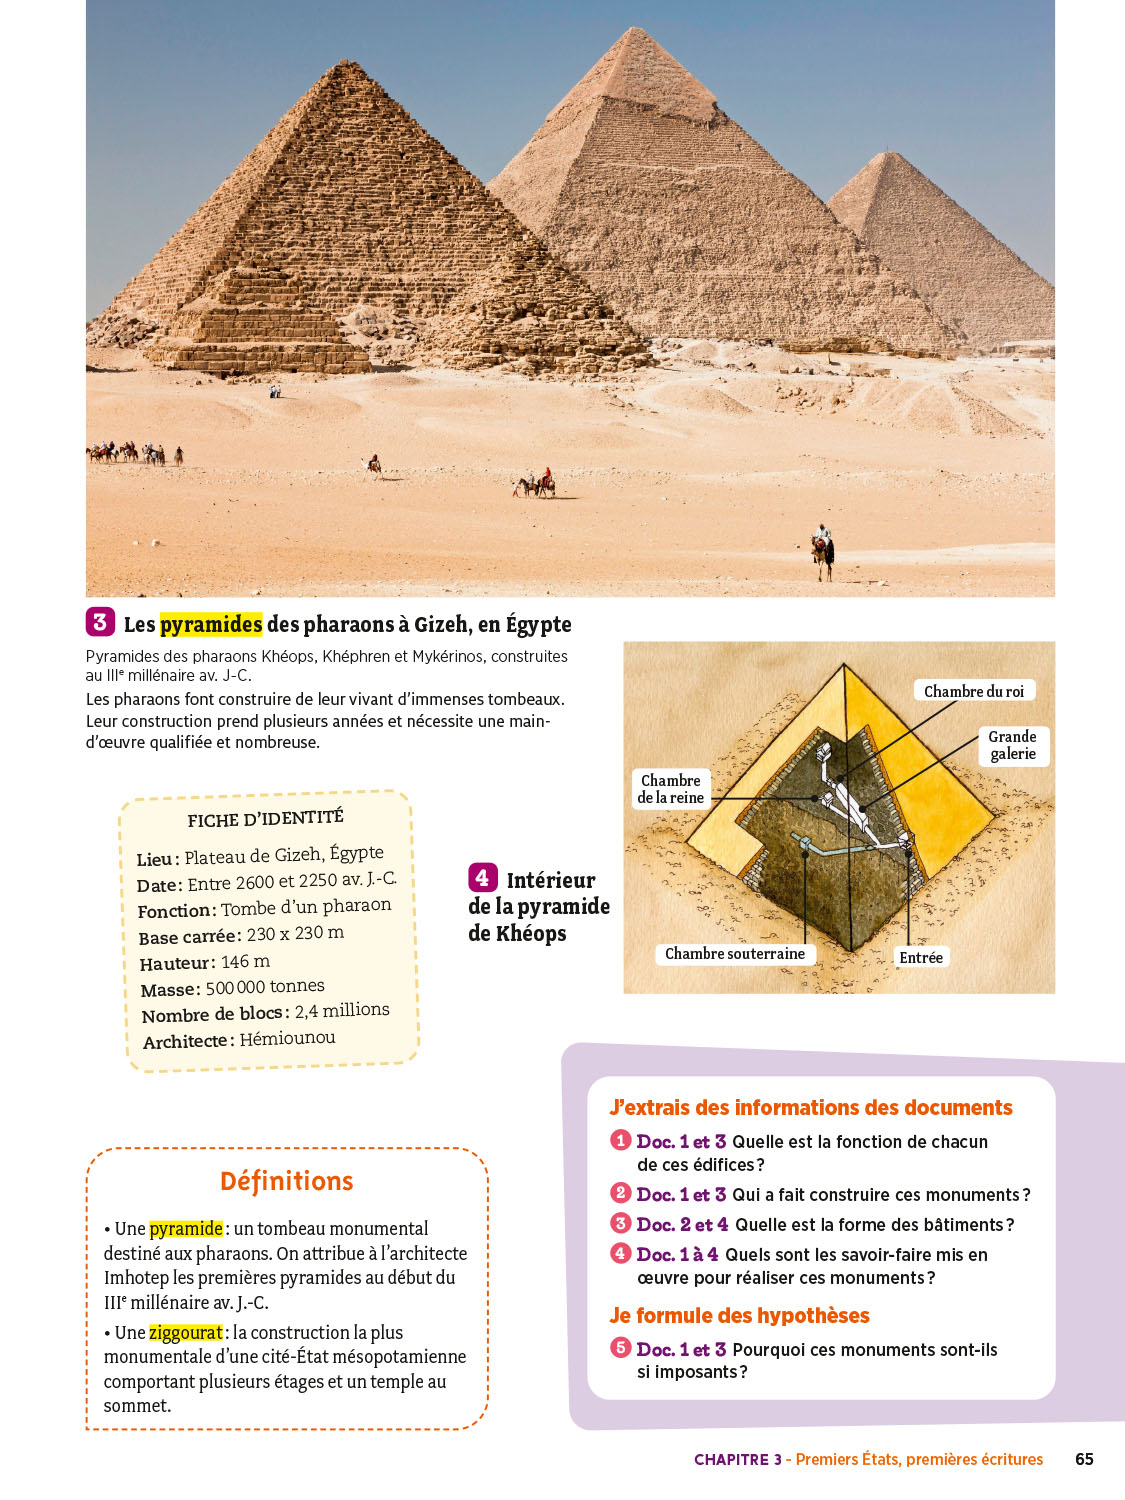 3 Les pyramides des pharaons à Gizeh, en Égypte
Pyramides des pharaons Khéops, Khéphren et Mykérinos, construites
au IIIe millénaire av. J-C.
Les pharaons font construire de leur vivant d'immenses tombeaux.
Leur construction prend plusieurs années et nécessite une main-
d'œuvre qualifiée et nombreuse.
FICHE D'IDENTITÉ
Lieu : Plateau de Gizeh, Égypte
Date : Entre 2600 et 2250 av. J.-C.
Fonction : Tombe d'un pharaon
Base carrée : 230 x 230 m
Hauteur : 146 m
Masse : 500 000 tonnes
Nombre de blocs : 2,4 millions
Architecte : Hémiounou
4 Intérieur
de la pyramide
de Khéops
Chambre du roi
Grande
galerie
Chambre
de la reine
Chambre souterraine
Entrée
Définitions
• Une pyramide : un tombeau monumental
destiné aux pharaons. On attribue à l'architecte
Imhotep les premières pyramides au début du
IIIe millénaire av. J.-C.
• Une ziggourat : la construction la plus
monumentale d'une cité-État mésopotamienne
comportant plusieurs étages et un temple au
sommet.
J'extrais des informations des documents
1 Doc. 1 et 3 Quelle est la fonction de chacun
de ces édifices ?
2 Doc. 1 et 3 Qui a fait construire ces monuments ?
3 Doc. 2 et 4 Quelle est la forme des bâtiments ?
4 Doc. 1 à 4 Quels sont les savoir-faire mis en
œuvre pour réaliser ces monuments ?
Je formule des hypothèses
5 Doc. 1 et 3 Pourquoi ces monuments sont-ils
si imposants ?
CHAPITRE 3 - Premiers États, premières écritures 65